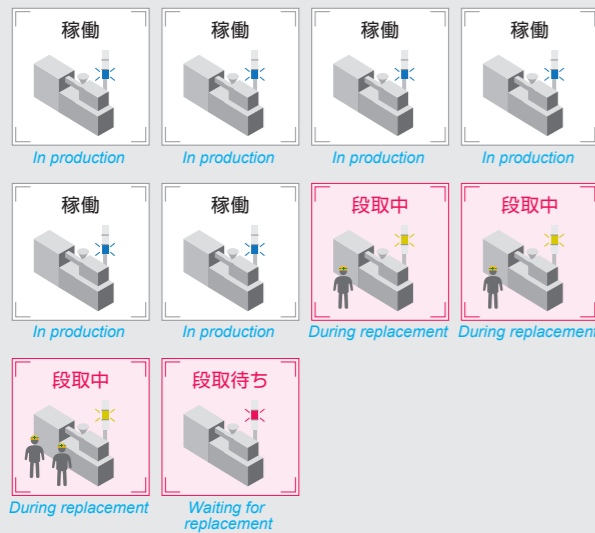 稼働
稼働
稼働
稼働
In production
In production
In production
In production
稼働
稼働
段取中
段取中
In production
In production
During replacement
During replacement
段取中
段取待ち
During replacement
Waiting for
replacement